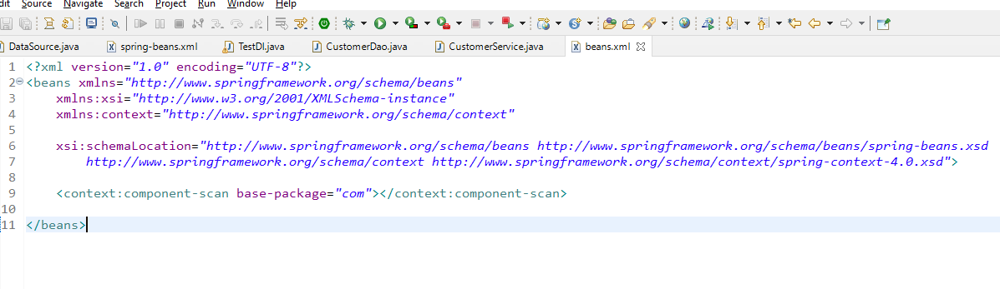 dit Source Navigate Search Project Run Window Help
DataSource.java spring-beans.xml TestDI.java CustomerDao.java CustomerService.java beans.xml
1 <?xml version="1.0" encoding="UTF-8"?>
2 <beans xmlns="http://www.springframework.org/schema/beans"
3 xmlns:xsi="http://www.w3.org/2001/XMLSchema-instance"
4 xmlns:context="http://www.springframework.org/schema/context"
5
6 xsi:schemaLocation="http://www.springframework.org/schema/beans http://www.springframework.org/schema/beans/spring-beans.xsd
7 http://www.springframework.org/schema/context http://www.springframework.org/schema/context/spring-context-4.0.xsd">
8
9 <context:component-scan base-package="com"></context:component-scan>
10
11 </beans>